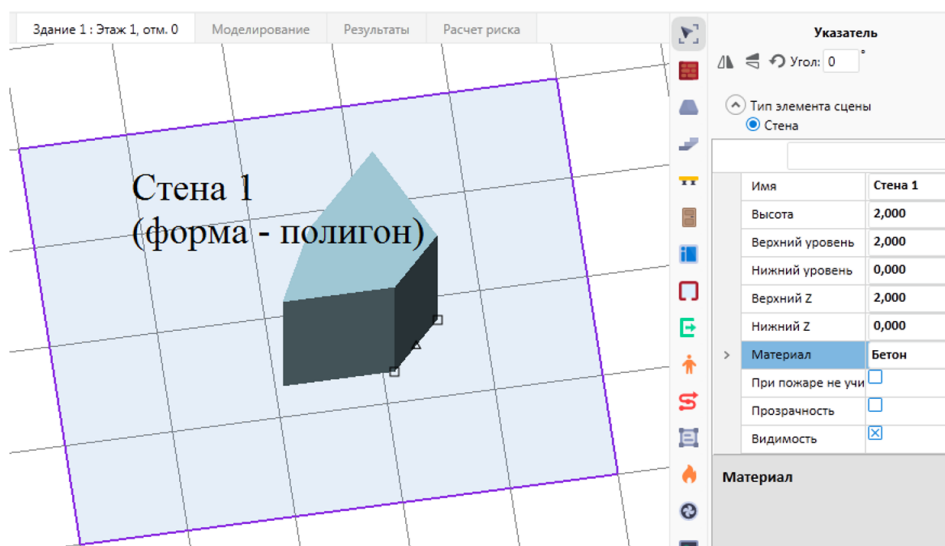 Здание 1 : Этаж 1, отм. 0
Моделирование
Результаты
Расчет риска
Стена 1
(форма - полигон)
Указатель
Угол: 0 °
Тип элемента сцены
Стена
Имя Стена 1
Высота 2,000
Верхний уровень 2,000
Нижний уровень 0,000
Верхний Z 2,000
Нижний Z 0,000
Материал Бетон
При пожаре не учи
Прозрачность
Видимость
Материал